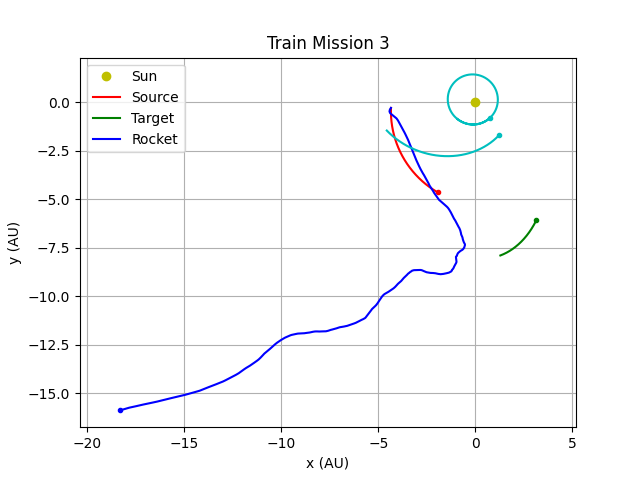 Train Mission 3
Sun
Source
Target
Rocket
0.0
−2.5
−5.0
−7.5
−10.0
−12.5
−15.0
y (AU)
−20 −15 −10 −5 0 5
x (AU)